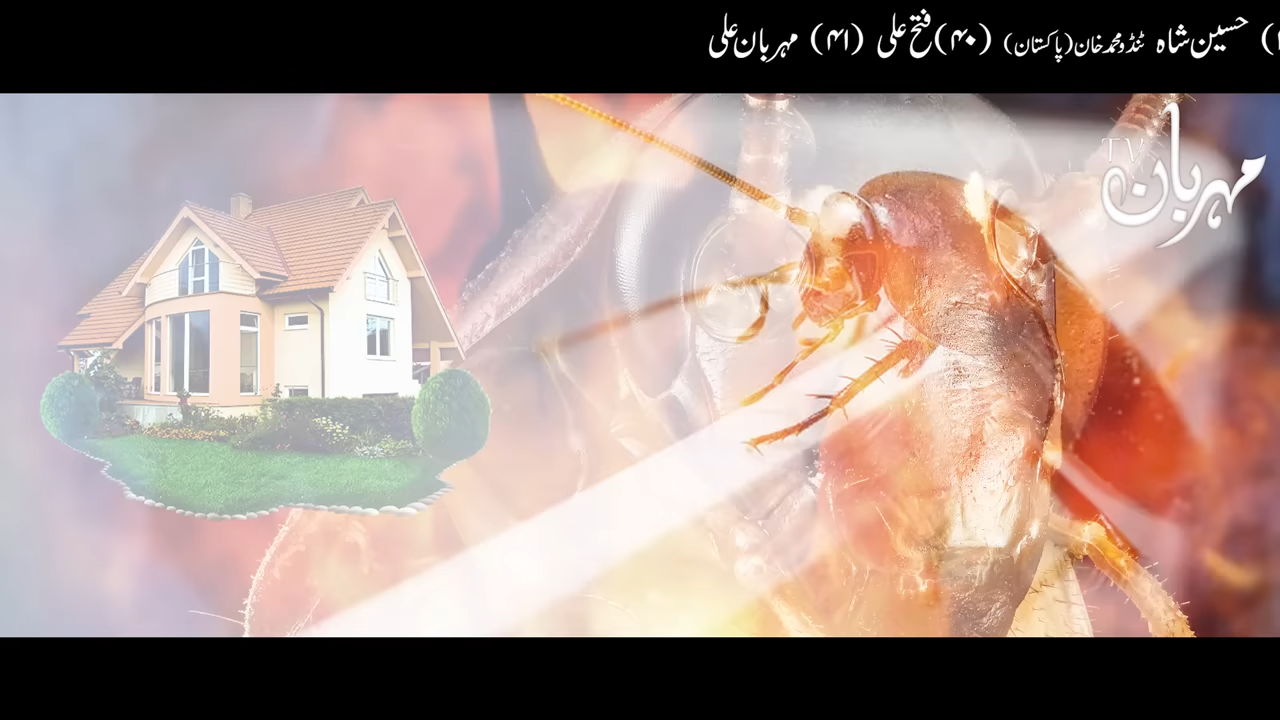 ) حسین شاہ ٹنڈو محمد خان (پاکستان) (۴۰) فتح علی (۴۱) مہربان علی
مہربان TV